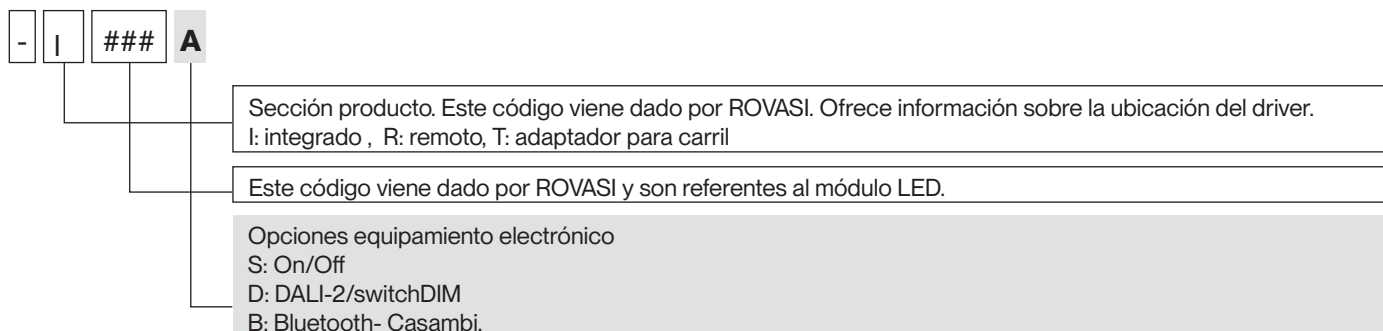 - I ### A
Sección producto. Este código viene dado por ROVASI. Ofrece información sobre la ubicación del driver.
I: integrado , R: remoto, T: adaptador para carril
Este código viene dado por ROVASI y son referentes al módulo LED.
Opciones equipamiento electrónico
S: On/Off
D: DALI-2/switchDIM
B: Bluetooth- Casambi.